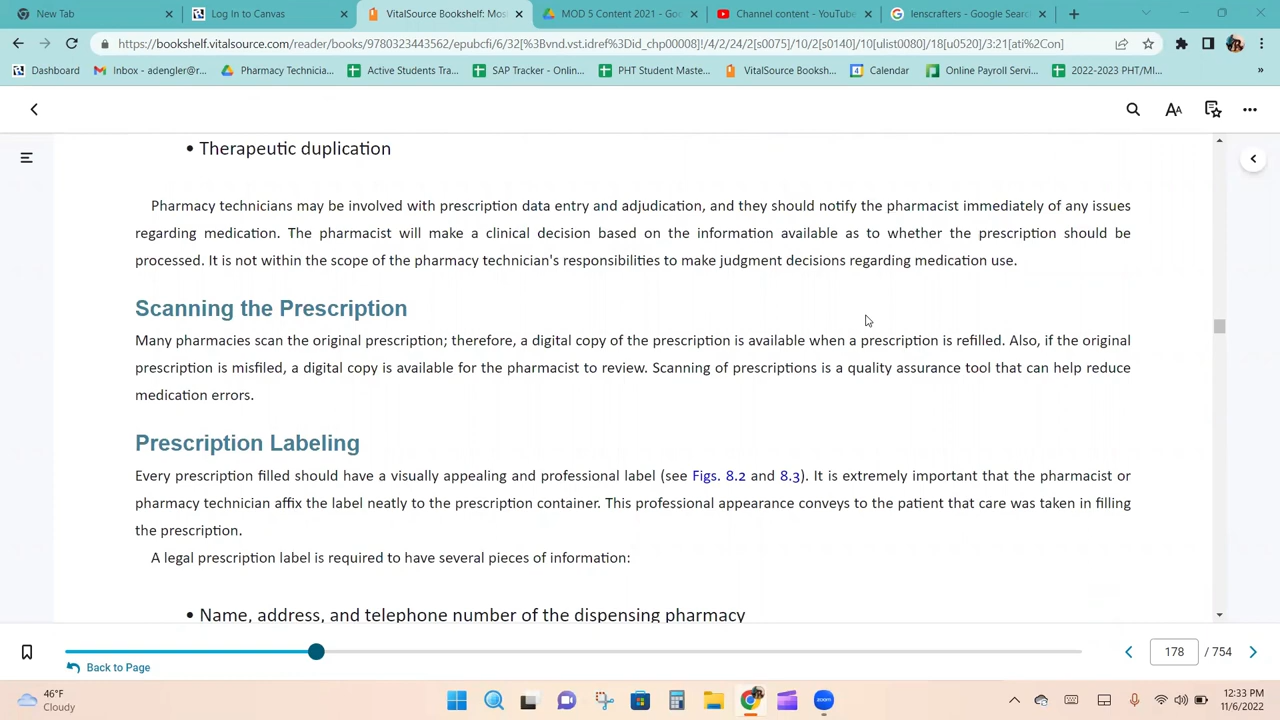 New Tab
Log In to Canvas
VitalSource Bookshelf: Mos
MOD 5 Content 2021 - Go
Channel content - YouTube
lenscrafters - Google Searc
https://bookshelf.vitalsource.com/reader/books/9780323443562/epubcfi/6/32[%3Bvnd.vst.idref%3Did_chp00008]!/4/2/24/2[s0075]/10/2[s0140]/10[ulist0080]/18[u0520]/3:21[ati%2Con]
Dashboard
Inbox - adengler@r...
Pharmacy Technicia...
Active Students Tra...
SAP Tracker - Onlin...
PHT Student Maste...
VitalSource Booksh...
Calendar
Online Payroll Servi...
2022-2023 PHT/MI...
• Therapeutic duplication
Pharmacy technicians may be involved with prescription data entry and adjudication, and they should notify the pharmacist immediately of any issues
regarding medication. The pharmacist will make a clinical decision based on the information available as to whether the prescription should be
processed. It is not within the scope of the pharmacy technician's responsibilities to make judgment decisions regarding medication use.
Scanning the Prescription
Many pharmacies scan the original prescription; therefore, a digital copy of the prescription is available when a prescription is refilled. Also, if the original
prescription is misfiled, a digital copy is available for the pharmacist to review. Scanning of prescriptions is a quality assurance tool that can help reduce
medication errors.
Prescription Labeling
Every prescription filled should have a visually appealing and professional label (see Figs. 8.2 and 8.3). It is extremely important that the pharmacist or
pharmacy technician affix the label neatly to the prescription container. This professional appearance conveys to the patient that care was taken in filling
the prescription.
A legal prescription label is required to have several pieces of information:
• Name, address, and telephone number of the dispensing pharmacy
178 / 754
Back to Page
46°F
Cloudy
zoom
12:33 PM
11/6/2022